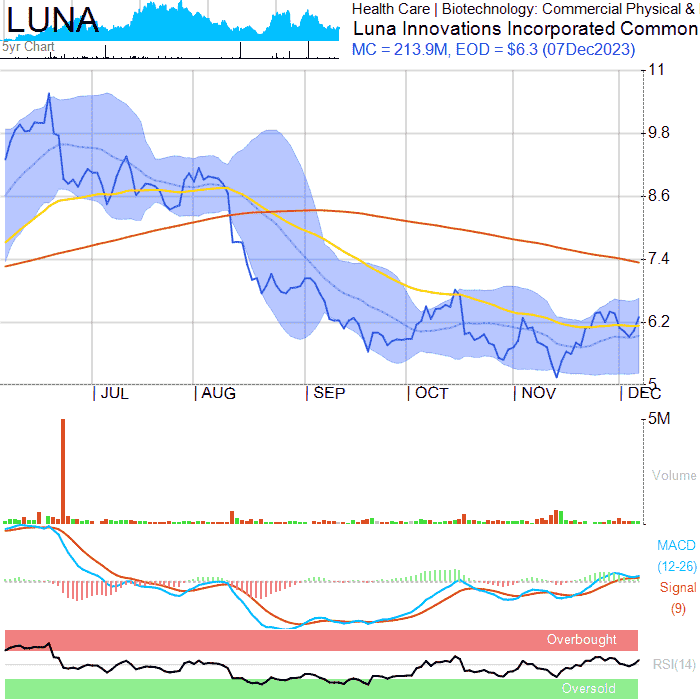 LUNA
5yr Chart
Health Care | Biotechnology: Commercial Physical &
Luna Innovations Incorporated Common
MC = 213.9M, EOD = $6.3 (07Dec2023)
11
9.8
8.6
7.4
6.2
5
JUL
AUG
SEP
OCT
NOV
DEC
5M
Volume
MACD
(12-26)
Signal
(9)
Overbought
RSI(14)
Oversold